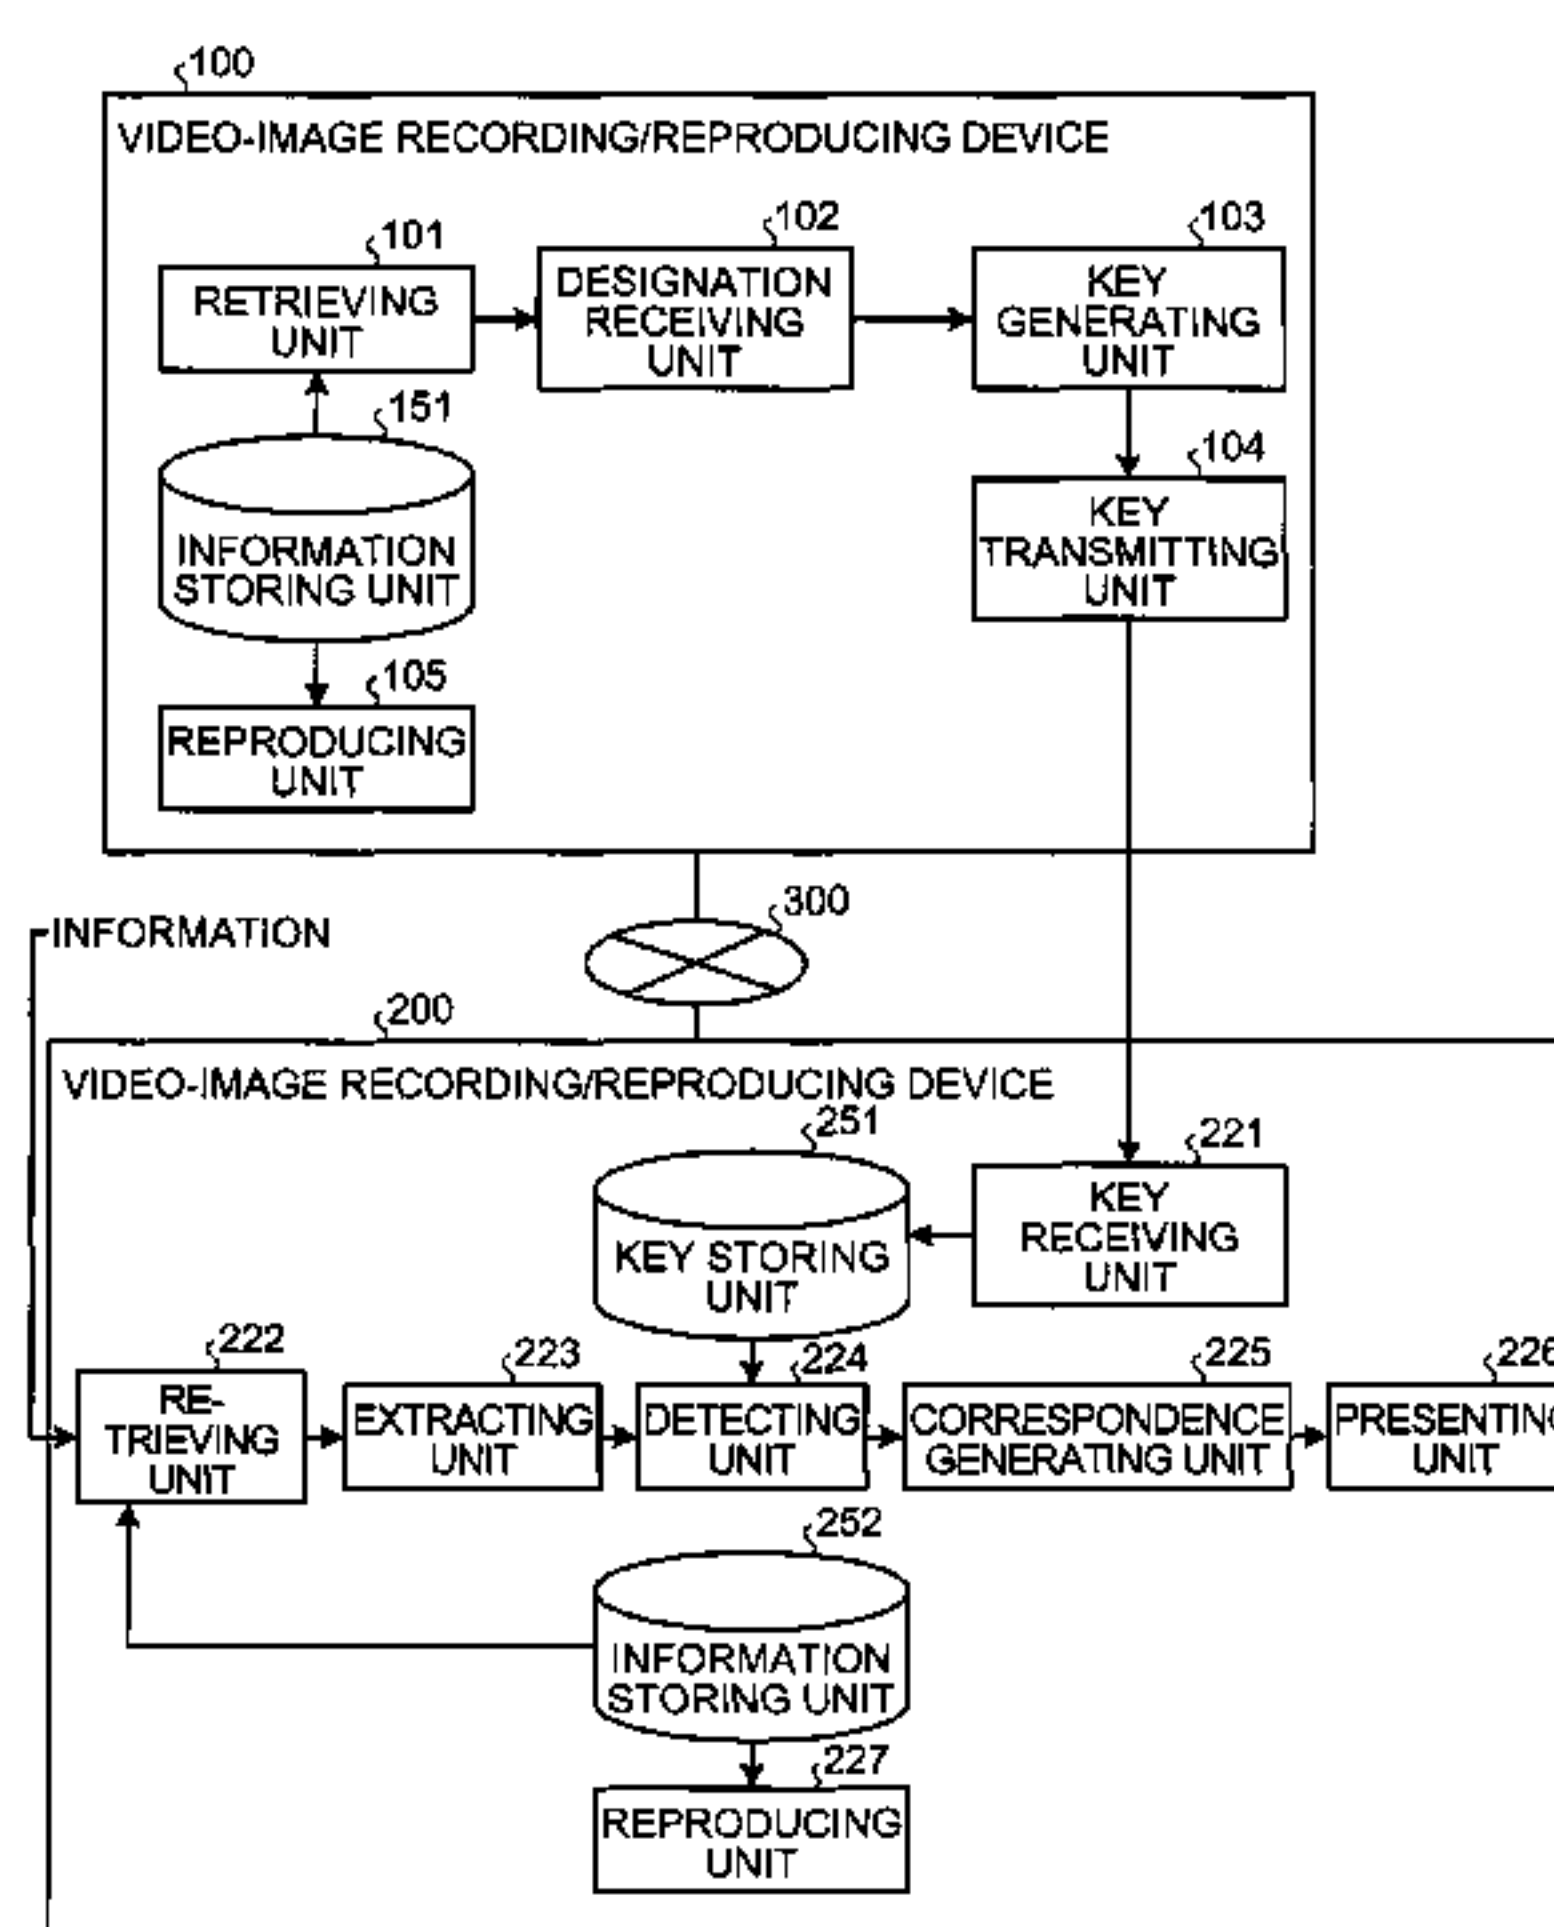 100
VIDEO-IMAGE RECORDING/REPRODUCING DEVICE
101
RETRIEVING
UNIT
102
DESIGNATION
RECEIVING
UNIT
103
KEY
GENERATING
UNIT
151
INFORMATION
STORING UNIT
104
KEY
TRANSMITTING
UNIT
105
REPRODUCING
UNIT
300
INFORMATION
200
VIDEO-IMAGE RECORDING/REPRODUCING DEVICE
251
KEY STORING
UNIT
221
KEY
RECEIVING
UNIT
222
RE-
TRIEVING
UNIT
223
EXTRACTING
UNIT
224
DETECTING
UNIT
225
CORRESPONDENCE
GENERATING UNIT
226
PRESENTING
UNIT
252
INFORMATION
STORING UNIT
227
REPRODUCING
UNIT